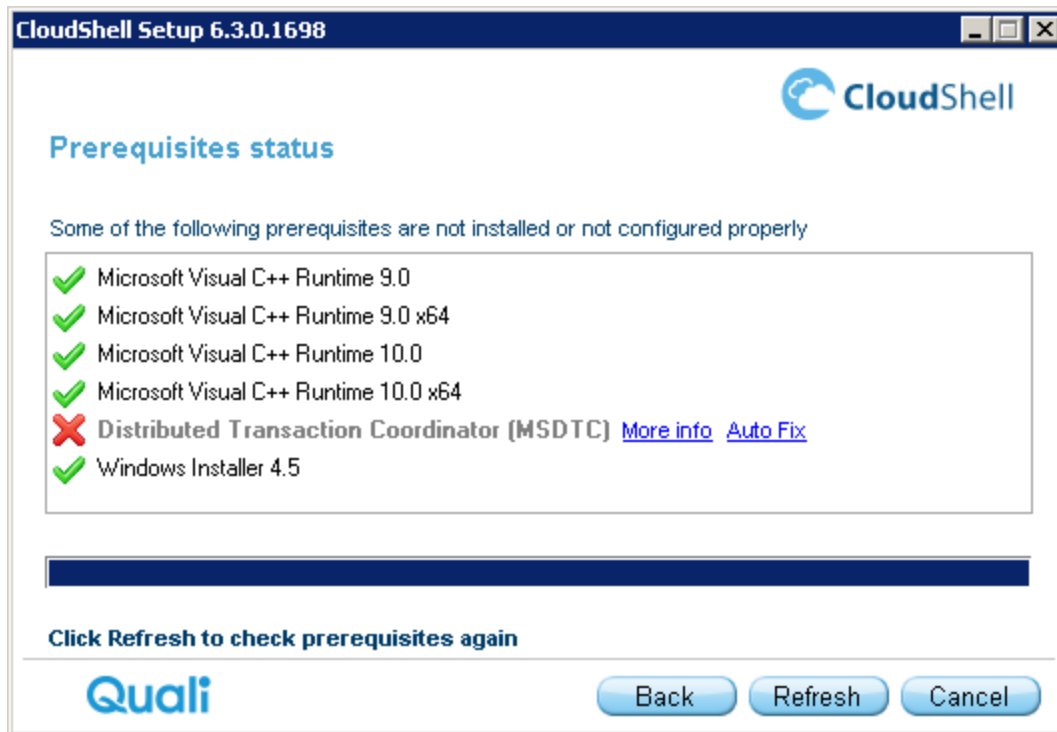 CloudShell Setup 6.3.0.1698
CloudShell
Prerequisites status
Some of the following prerequisites are not installed or not configured properly
Microsoft Visual C++ Runtime 9.0
Microsoft Visual C++ Runtime 9.0 x64
Microsoft Visual C++ Runtime 10.0
Microsoft Visual C++ Runtime 10.0 x64
Distributed Transaction Coordinator (MSDTC) More info Auto Fix
Windows Installer 4.5
Click Refresh to check prerequisites again
Quali Back Refresh Cancel